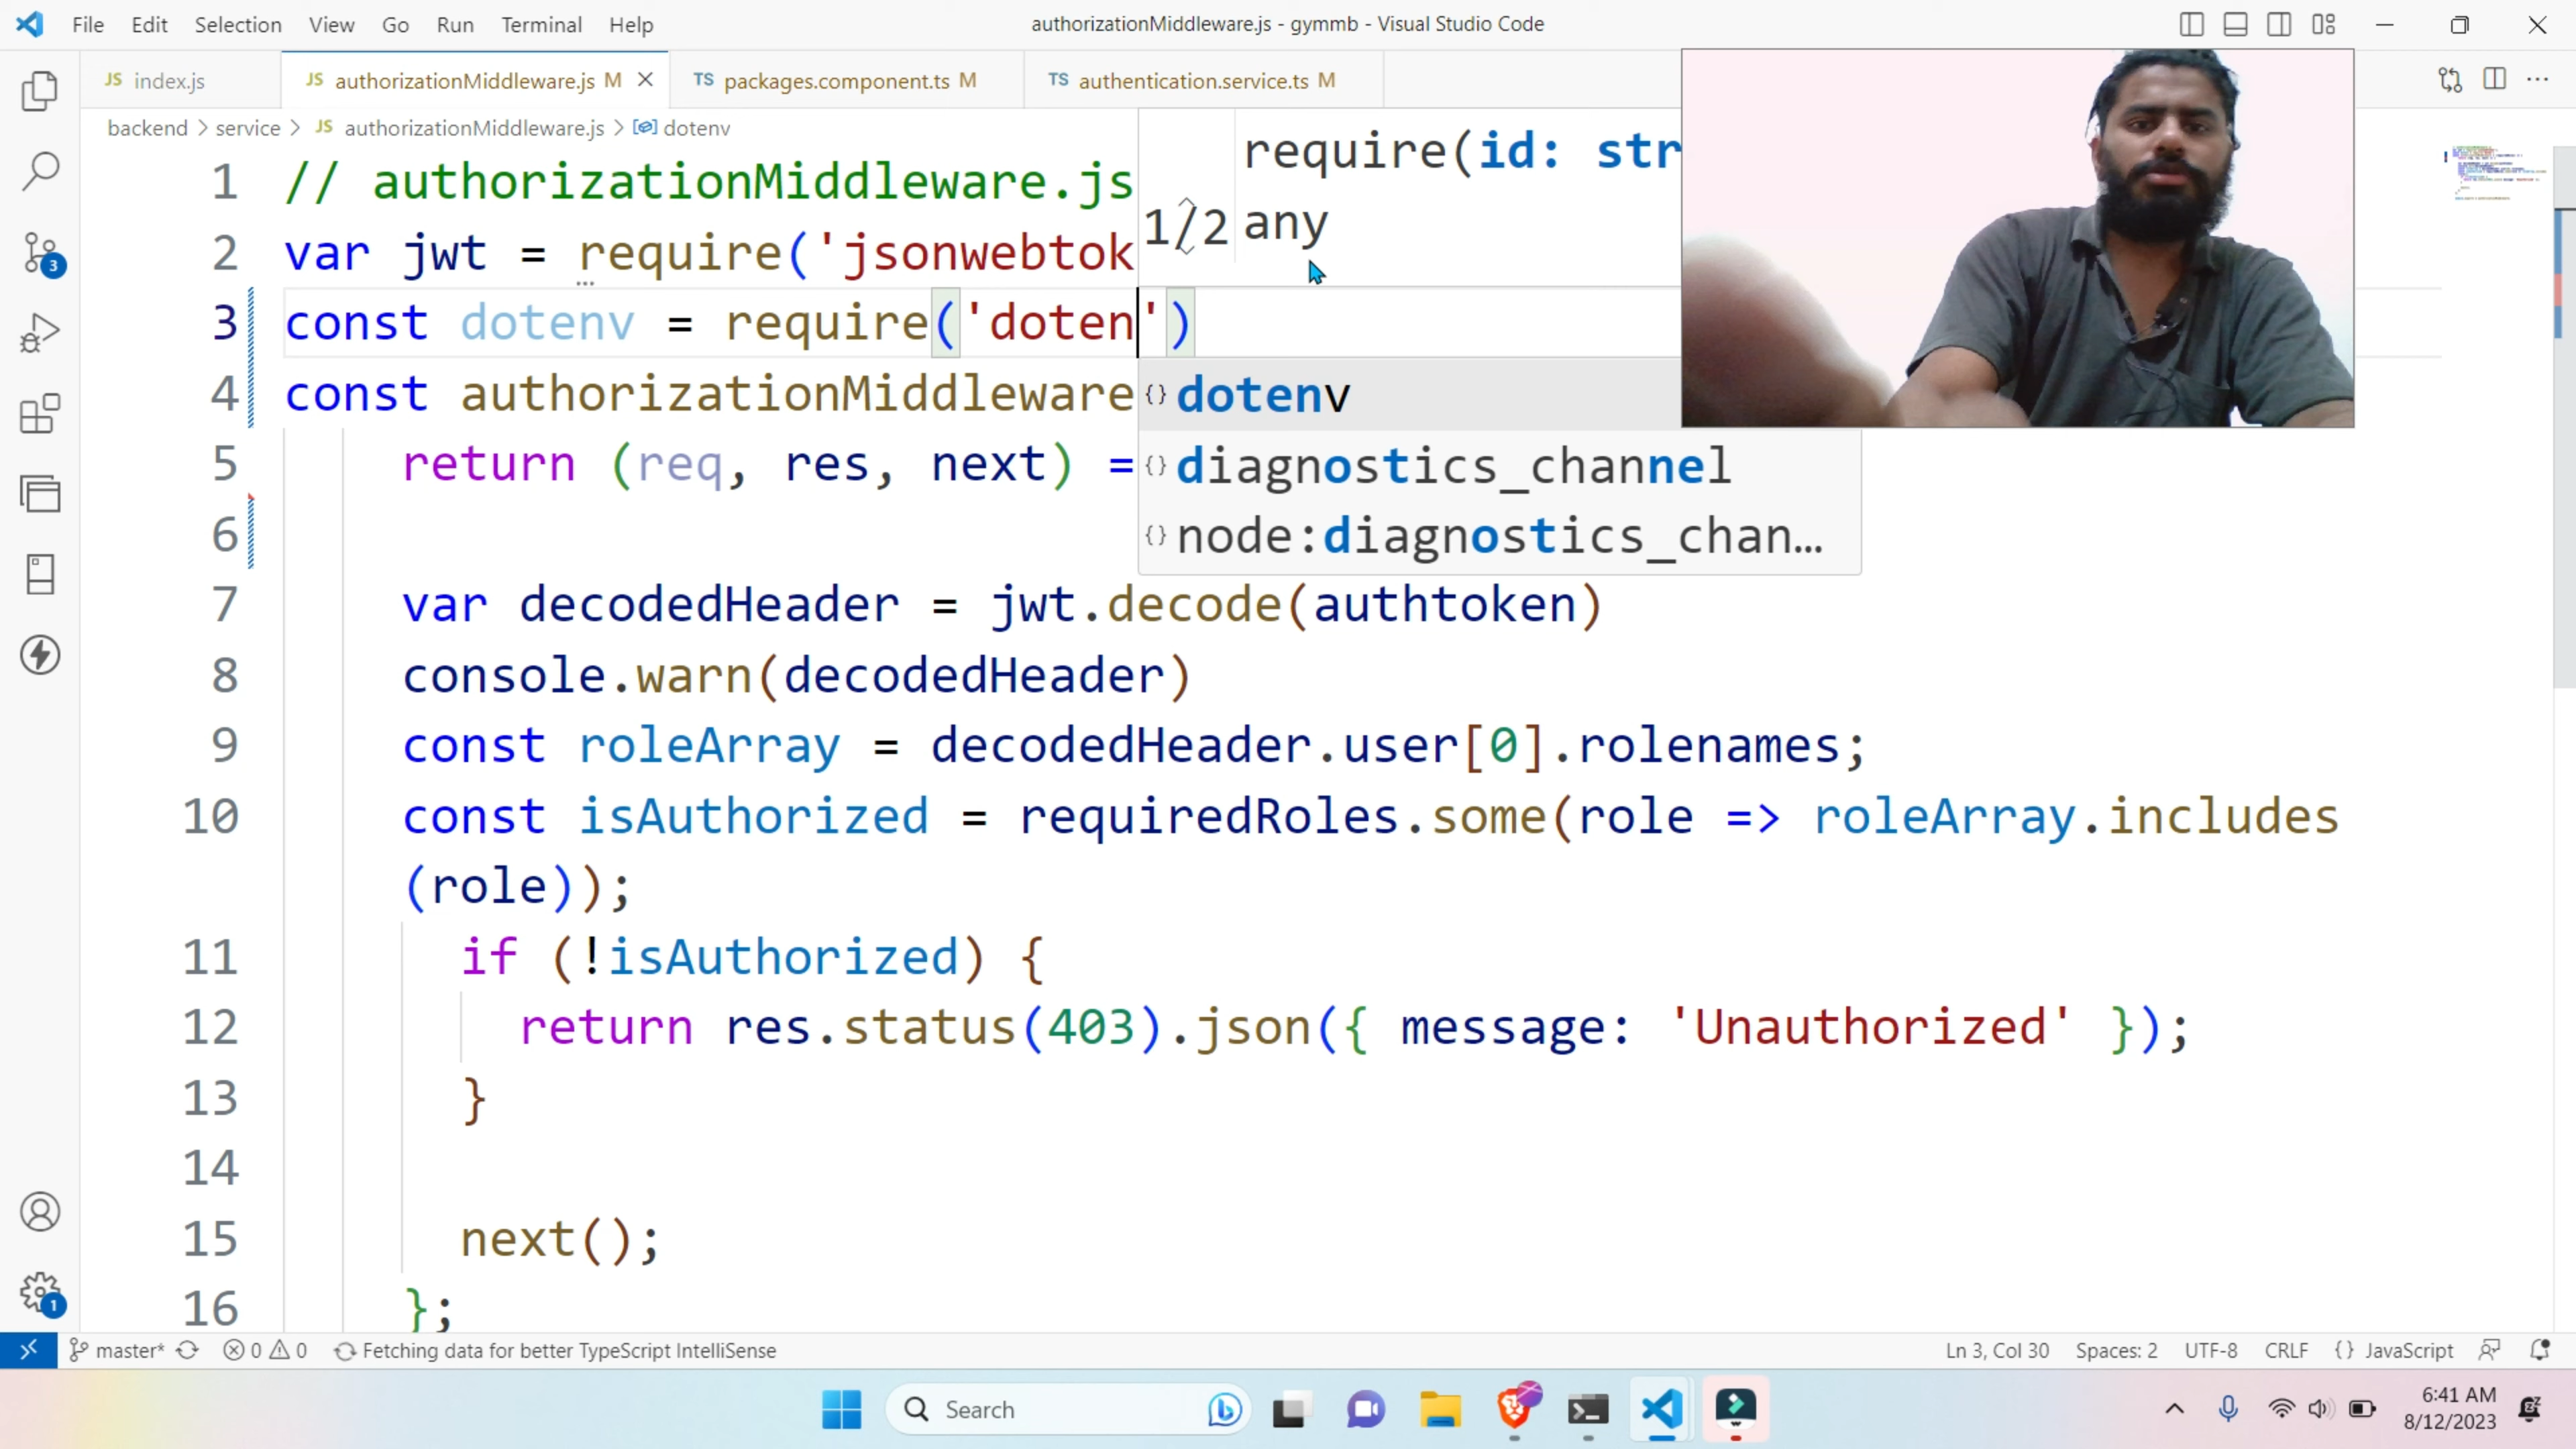 File Edit Selection View Go Run Terminal Help
authorizationMiddleware.js - gymmb - Visual Studio Code
JS index.js
JS authorizationMiddleware.js M
TS packages.component.ts M
TS authentication.service.ts M
backend > service > JS authorizationMiddleware.js > dotenv
1 // authorizationMiddleware.js
2 var jwt = require('jsonwebtok
3 const dotenv = require('doten')
4 const authorizationMiddleware
5 return (req, res, next) =
6
7 var decodedHeader = jwt.decode(authtoken)
8 console.warn(decodedHeader)
9 const roleArray = decodedHeader.user[0].rolenames;
10 const isAuthorized = requiredRoles.some(role => roleArray.includes
(role));
11 if (!isAuthorized) {
12 return res.status(403).json({ message: 'Unauthorized' });
13 }
14
15 next();
16 };
require(id: str
1/2 any
dotenv
diagnostics_channel
node:diagnostics_chan…
3
1
master* 0 0 Fetching data for better TypeScript IntelliSense
Ln 3, Col 30 Spaces: 2 UTF-8 CRLF {} JavaScript
Search
6:41 AM
8/12/2023